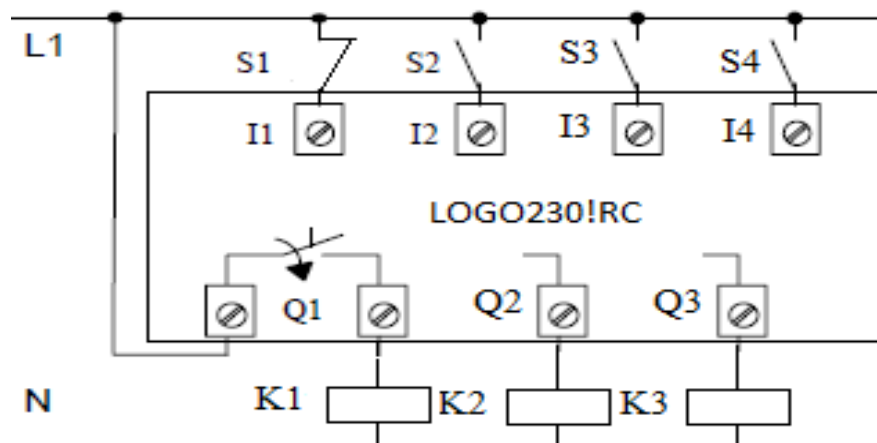 L1
S1 S2 S3 S4
I1 I2 I3 I4
LOGO230!RC
Q1 Q2 Q3
N K1 K2 K3